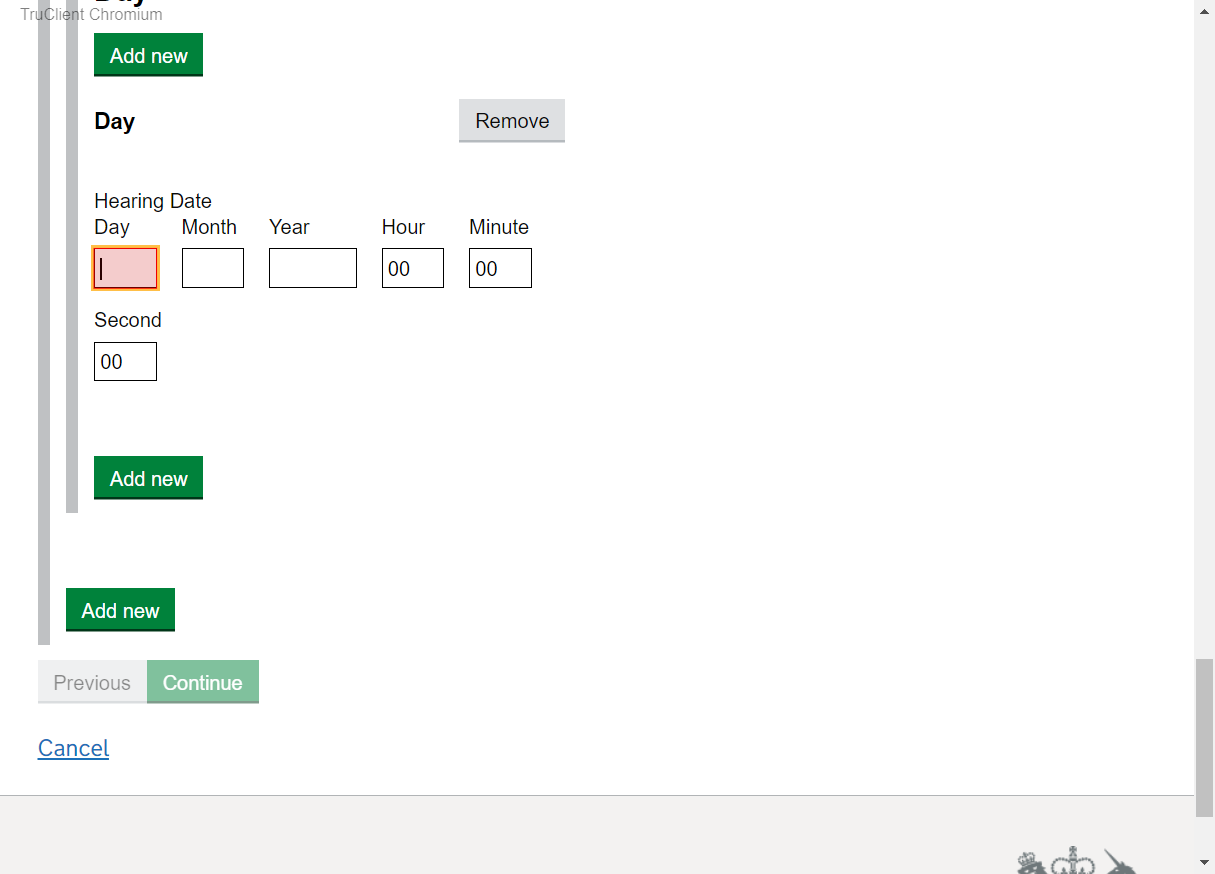 Day
TruClient Chromium
Add new
Day
Remove
Hearing Date
Day Month Year Hour Minute
00 00
Second
00
Add new
Add new
Previous Continue
Cancel